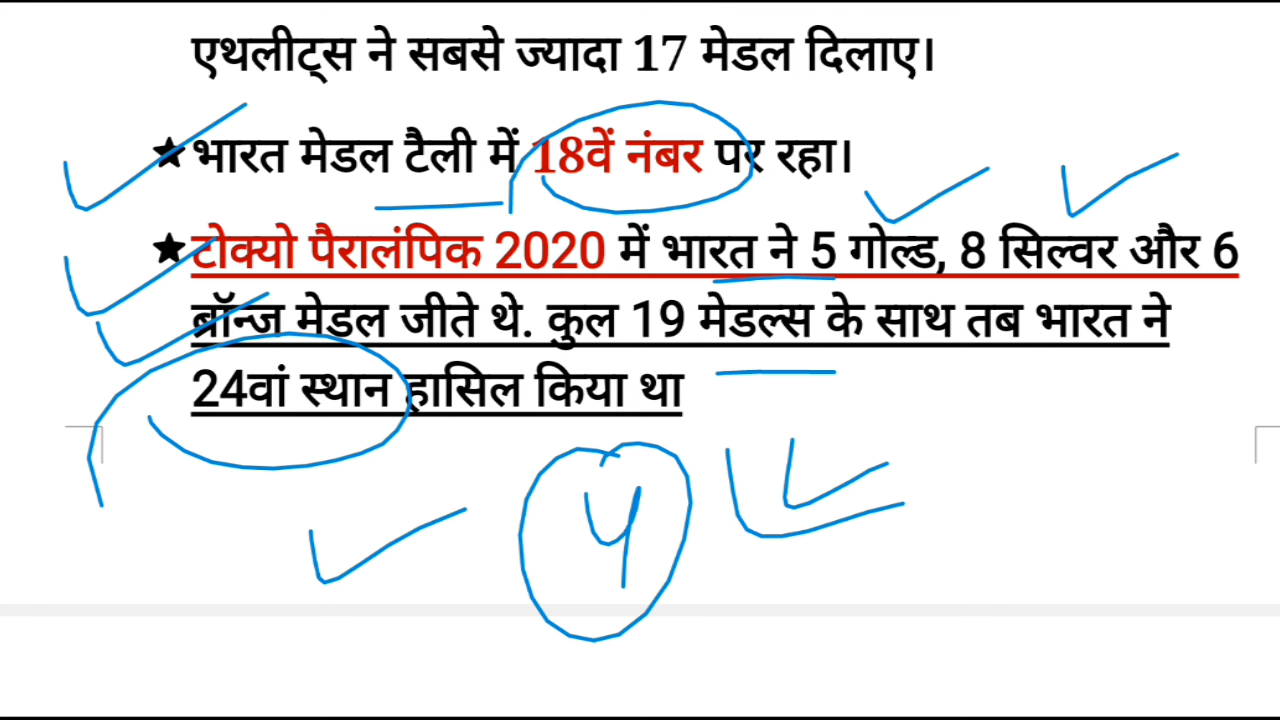 एथलीट्स ने सबसे ज्यादा 17 मेडल दिलाए।
★ भारत मेडल टैली में 18वें नंबर पर रहा।
★ टोक्यो पैरालंपिक 2020 में भारत ने 5 गोल्ड, 8 सिल्वर और 6
बॉन्ज मेडल जीते थे. कुल 19 मेडल्स के साथ तब भारत ने
24वां स्थान हासिल किया था